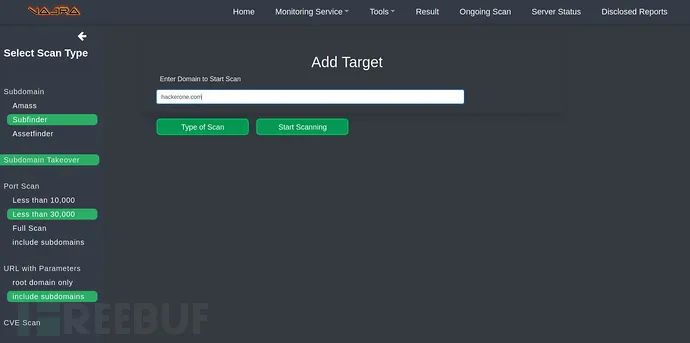 VAJRA
Home Monitoring Service Tools Result Ongoing Scan Server Status Disclosed Reports
Select Scan Type
Subdomain
Amass
Subfinder
Assetfinder
Subdomain Takeover
Port Scan
Less than 10,000
Less than 30,000
Full Scan
include subdomains
URL with Parameters
root domain only
include subdomains
CVE Scan
Add Target
Enter Domain to Start Scan
hackerone.com
Type of Scan Start Scanning
FREEBUF